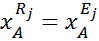 x_A^{R_j} = x_A^{E_j}